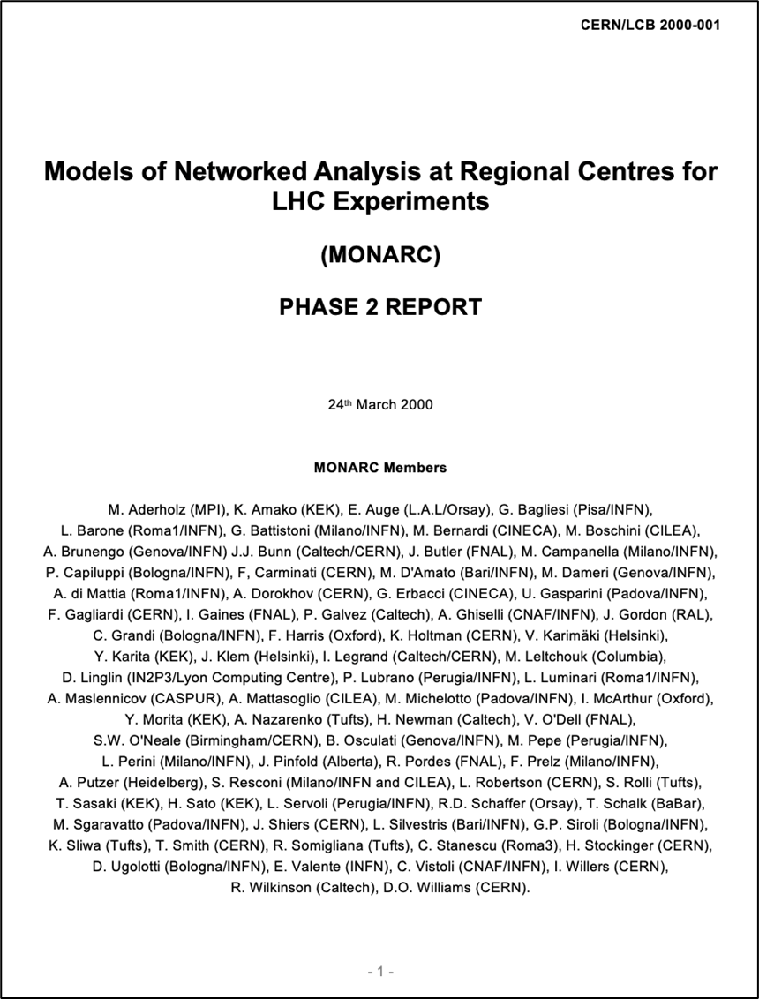 CERN/LCB 2000-001
Models of Networked Analysis at Regional Centres for
LHC Experiments
(MONARC)
PHASE 2 REPORT
24th March 2000
MONARC Members
M. Aderholz (MPI), K. Amako (KEK), E. Auge (L.A.L/Orsay), G. Bagliesi (Pisa/INFN),
L. Barone (Roma1/INFN), G. Battistoni (Milano/INFN), M. Bernardi (CINECA), M. Boschini (CILEA),
A. Brunengo (Genova/INFN) J.J. Bunn (Caltech/CERN), J. Butler (FNAL), M. Campanella (Milano/INFN),
P. Capiluppi (Bologna/INFN), F, Carminati (CERN), M. D'Amato (Bari/INFN), M. Dameri (Genova/INFN),
A. di Mattia (Roma1/INFN), A. Dorokhov (CERN), G. Erbacci (CINECA), U. Gasparini (Padova/INFN),
F. Gagliardi (CERN), I. Gaines (FNAL), P. Galvez (Caltech), A. Ghiselli (CNAF/INFN), J. Gordon (RAL),
C. Grandi (Bologna/INFN), F. Harris (Oxford), K. Holtman (CERN), V. Karimäki (Helsinki),
Y. Karita (KEK), J. Klem (Helsinki), I. Legrand (Caltech/CERN), M. Leltchouk (Columbia),
D. Linglin (IN2P3/Lyon Computing Centre), P. Lubrano (Perugia/INFN), L. Luminari (Roma1/INFN),
A. Maslennicov (CASPUR), A. Mattasoglio (CILEA), M. Michelotto (Padova/INFN), I. McArthur (Oxford),
Y. Morita (KEK), A. Nazarenko (Tufts), H. Newman (Caltech), V. O'Dell (FNAL),
S.W. O'Neale (Birmingham/CERN), B. Osculati (Genova/INFN), M. Pepe (Perugia/INFN),
L. Perini (Milano/INFN), J. Pinfold (Alberta), R. Pordes (FNAL), F. Prelz (Milano/INFN),
A. Putzer (Heidelberg), S. Resconi (Milano/INFN and CILEA), L. Robertson (CERN), S. Rolli (Tufts),
T. Sasaki (KEK), H. Sato (KEK), L. Servoli (Perugia/INFN), R.D. Schaffer (Orsay), T. Schalk (BaBar),
M. Sgaravatto (Padova/INFN), J. Shiers (CERN), L. Silvestris (Bari/INFN), G.P. Siroli (Bologna/INFN),
K. Sliwa (Tufts), T. Smith (CERN), R. Somigliana (Tufts), C. Stanescu (Roma3), H. Stockinger (CERN),
D. Ugolotti (Bologna/INFN), E. Valente (INFN), C. Vistoli (CNAF/INFN), I. Willers (CERN),
R. Wilkinson (Caltech), D.O. Williams (CERN).
- 1 -